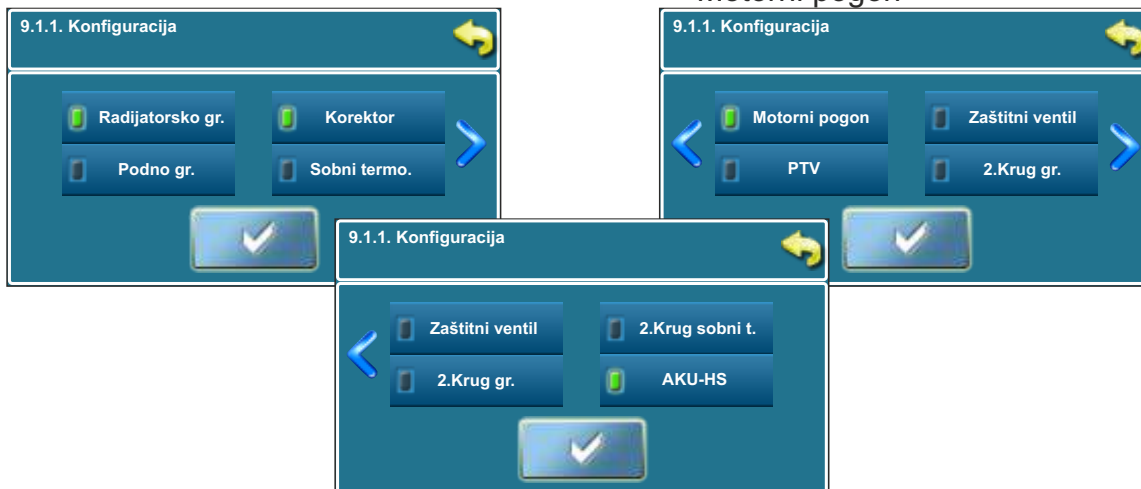 Motorni pogon
9.1.1. Konfiguracija
Radijatorsko gr.
Korektor
Podno gr.
Sobni termo.
9.1.1. Konfiguracija
Motorni pogon
Zaštitni ventil
PTV
2.Krug gr.
9.1.1. Konfiguracija
Zaštitni ventil
2.Krug sobni t.
2.Krug gr.
AKU-HS